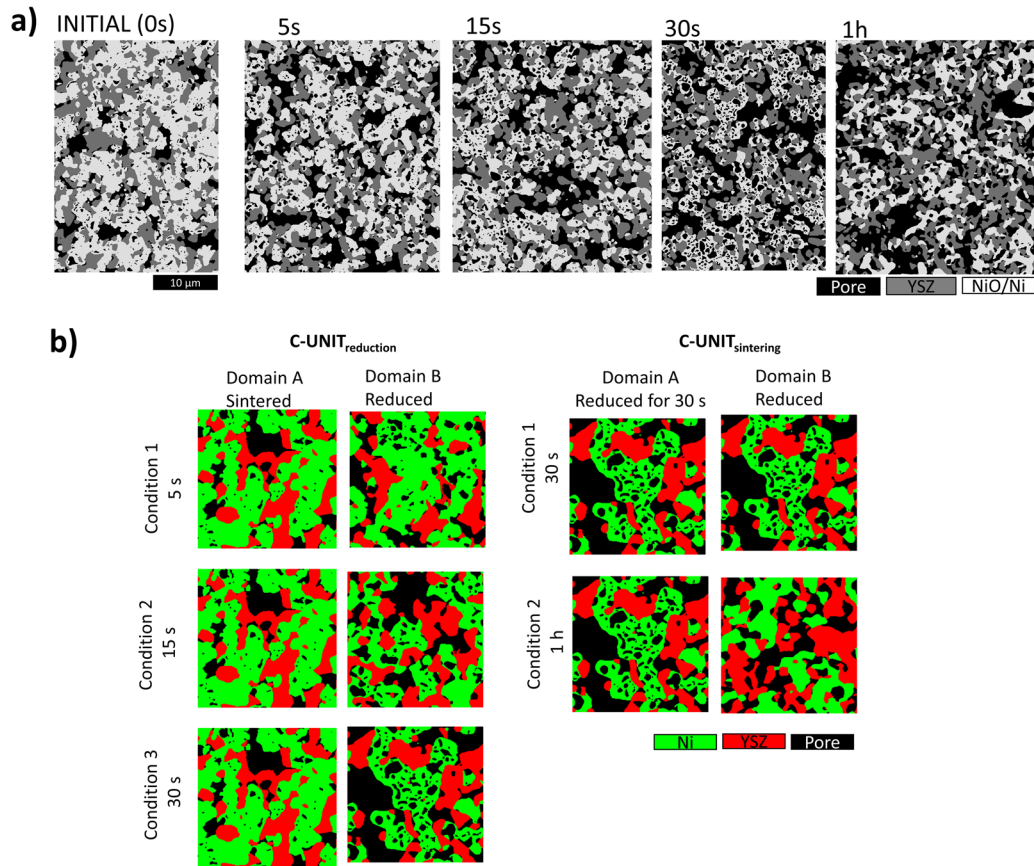 a)
INITIAL (0s)
5s
15s
30s
1h
10 µm
Pore
YSZ
NiO/Ni
b)
C-UNITreduction
C-UNITsintering
Domain A
Sintered
Domain B
Reduced
Domain A
Reduced for 30 s
Domain B
Reduced
Condition 1
5 s
Condition 2
15 s
Condition 3
30 s
Condition 1
30 s
Condition 2
1 h
Ni
YSZ
Pore